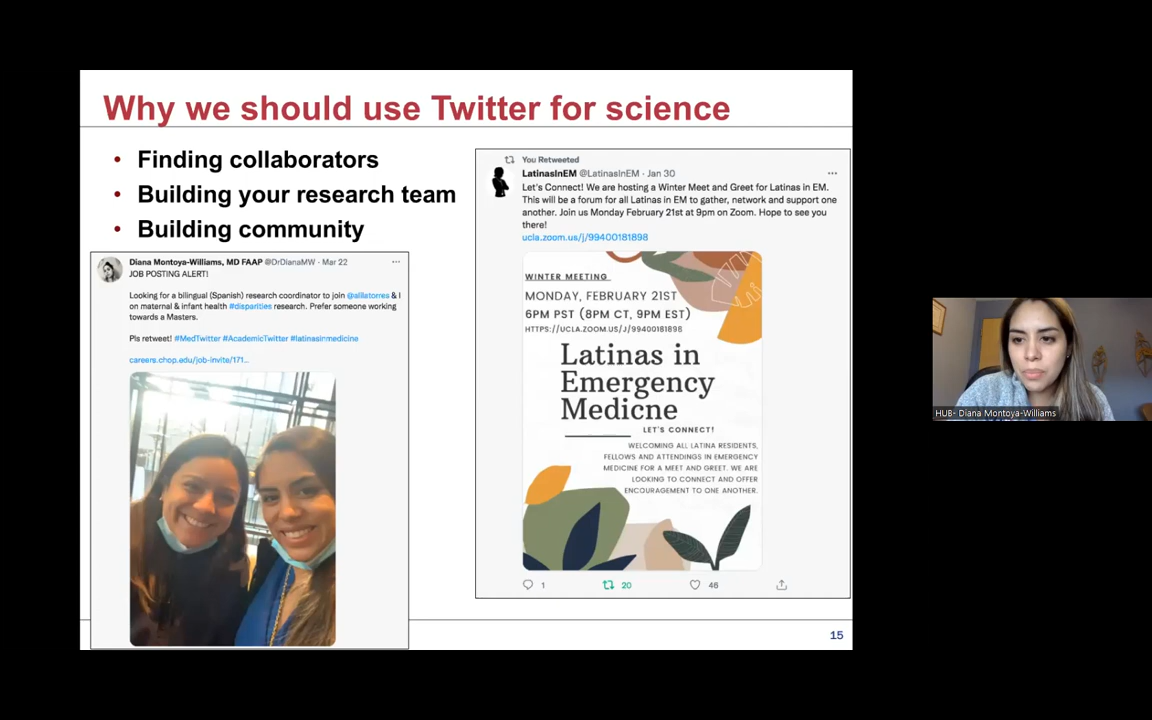 Why we should use Twitter for science
• Finding collaborators
• Building your research team
• Building community
Diana Montoya-Williams, MD FAAP @DrDianaMW · Mar 22
JOB POSTING ALERT!
Looking for a bilingual (Spanish) research coordinator to join @alilatorres & I
on maternal & infant health #disparities research. Prefer someone working
towards a Masters.
Pls retweet! #MedTwitter #AcademicTwitter #latinasinmedicine
careers.chop.edu/job-invite/171...
You Retweeted
LatinasInEM @LatinasInEM · Jan 30
Let's Connect! We are hosting a Winter Meet and Greet for Latinas in EM.
This will be a forum for all Latinas in EM to gather, network and support one
another. Join us Monday February 21st at 9pm on Zoom. Hope to see you
there!
ucla.zoom.us/j/99400181898
WINTER MEETING
MONDAY, FEBRUARY 21ST
6PM PST (8PM CT, 9PM EST)
HTTPS://UCLA.ZOOM.US/J/99400181898
Latinas in
Emergency
Medicne
LET'S CONNECT!
WELCOMING ALL LATINA RESIDENTS,
FELLOWS AND ATTENDINGS IN EMERGENCY
MEDICINE FOR A MEET AND GREET. WE ARE
LOOKING TO CONNECT AND OFFER
ENCOURAGEMENT TO ONE ANOTHER.
1 20 46
15
HUB- Diana Montoya-Williams